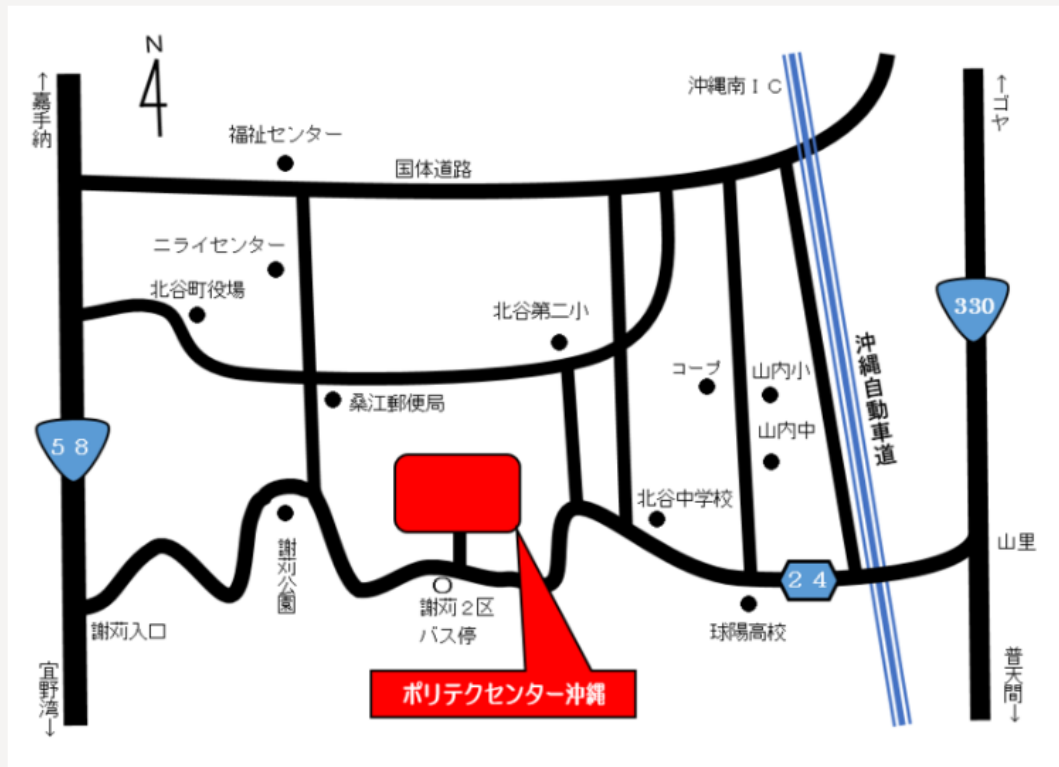 N
↑嘉手納
沖縄南ＩＣ
↑ゴヤ
福祉センター
国体道路
ニライセンター
北谷町役場
330
北谷第二小
沖縄自動車道
コープ
山内小
桑江郵便局
山内中
５８
北谷中学校
謝苅公園
山里
２４
謝苅２区
バス停
謝苅入口
球陽高校
宜野湾↓
普天間↓
ポリテクセンター沖縄